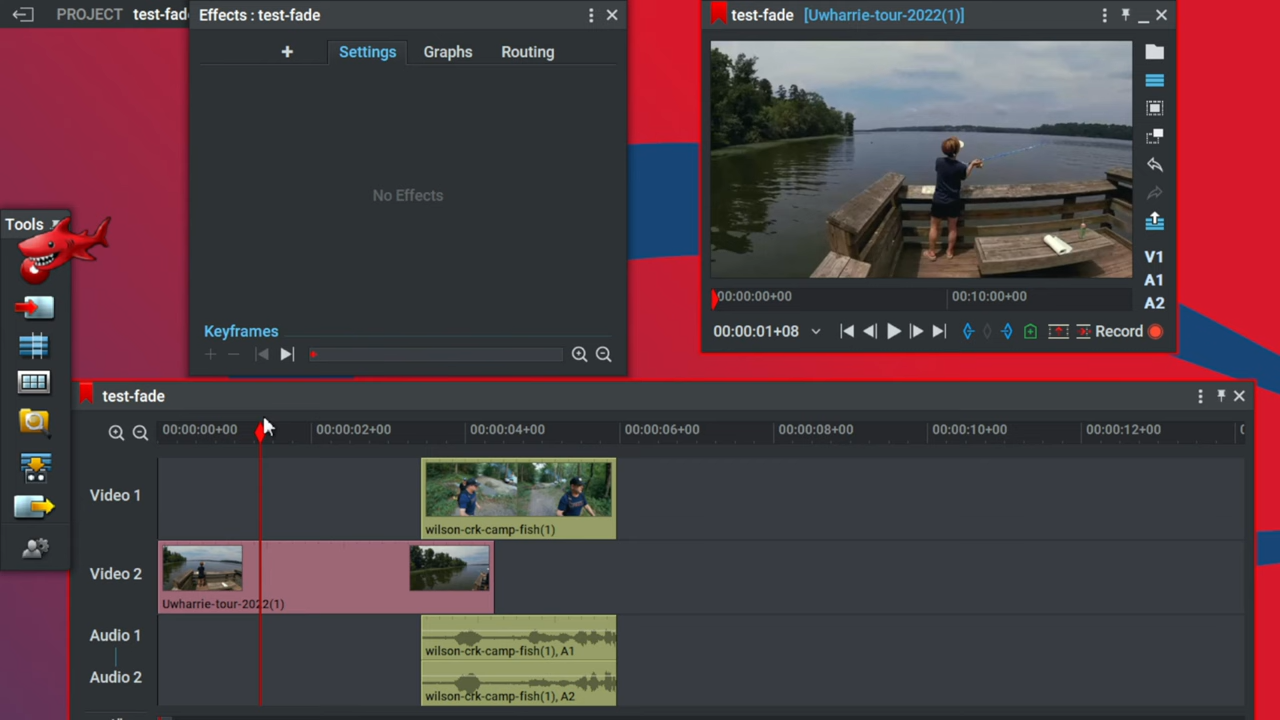 PROJECT test-fad
Effects : test-fade
+ Settings Graphs Routing
No Effects
Keyframes
test-fade [Uwharrie-tour-2022(1)]
V1
A1
A2
00:00:00+00 00:10:00+00
00:00:01+08 Record
Tools
test-fade
00:00:00+00 00:00:02+00 00:00:04+00 00:00:06+00 00:00:08+00 00:00:10+00 00:00:12+00
Video 1
wilson-crk-camp-fish(1)
Video 2
Uwharrie-tour-2022(1)
Audio 1
wilson-crk-camp-fish(1), A1
Audio 2
wilson-crk-camp-fish(1), A2